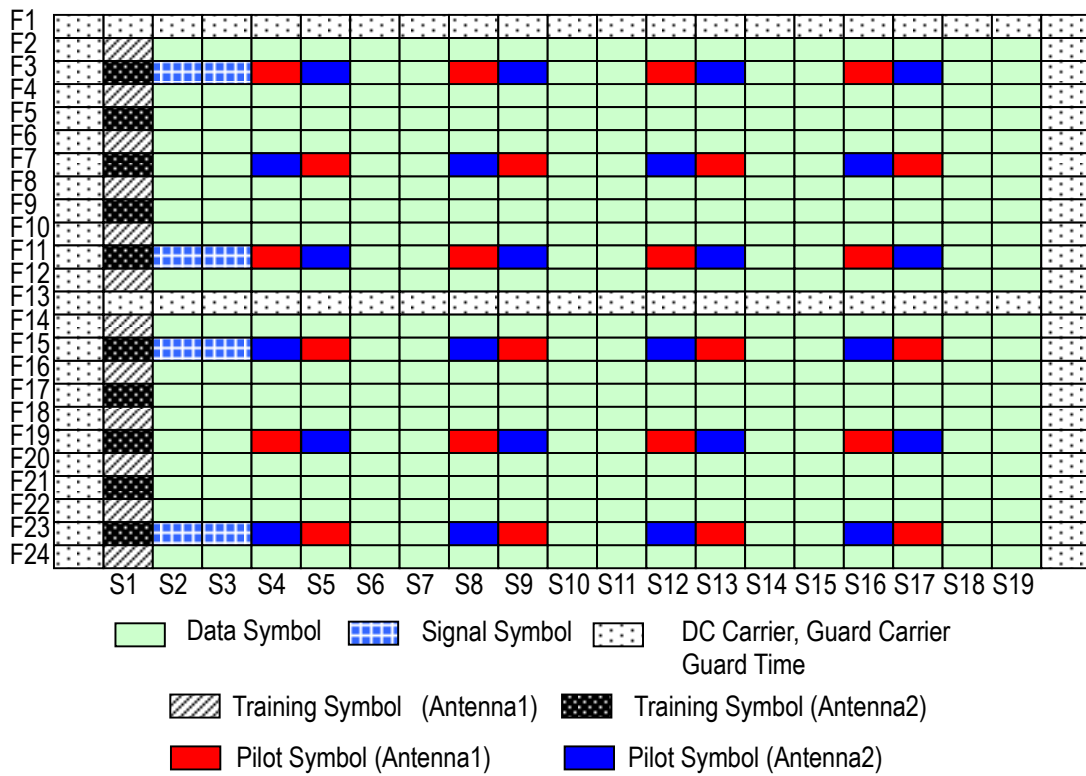 F1
F2
F3
F4
F5
F6
F7
F8
F9
F10
F11
F12
F13
F14
F15
F16
F17
F18
F19
F20
F21
F22
F23
F24
S1 S2 S3 S4 S5 S6 S7 S8 S9 S10 S11 S12 S13 S14 S15 S16 S17 S18 S19
Data Symbol Signal Symbol DC Carrier, Guard Carrier
Guard Time
Training Symbol (Antenna1) Training Symbol (Antenna2)
Pilot Symbol (Antenna1) Pilot Symbol (Antenna2)